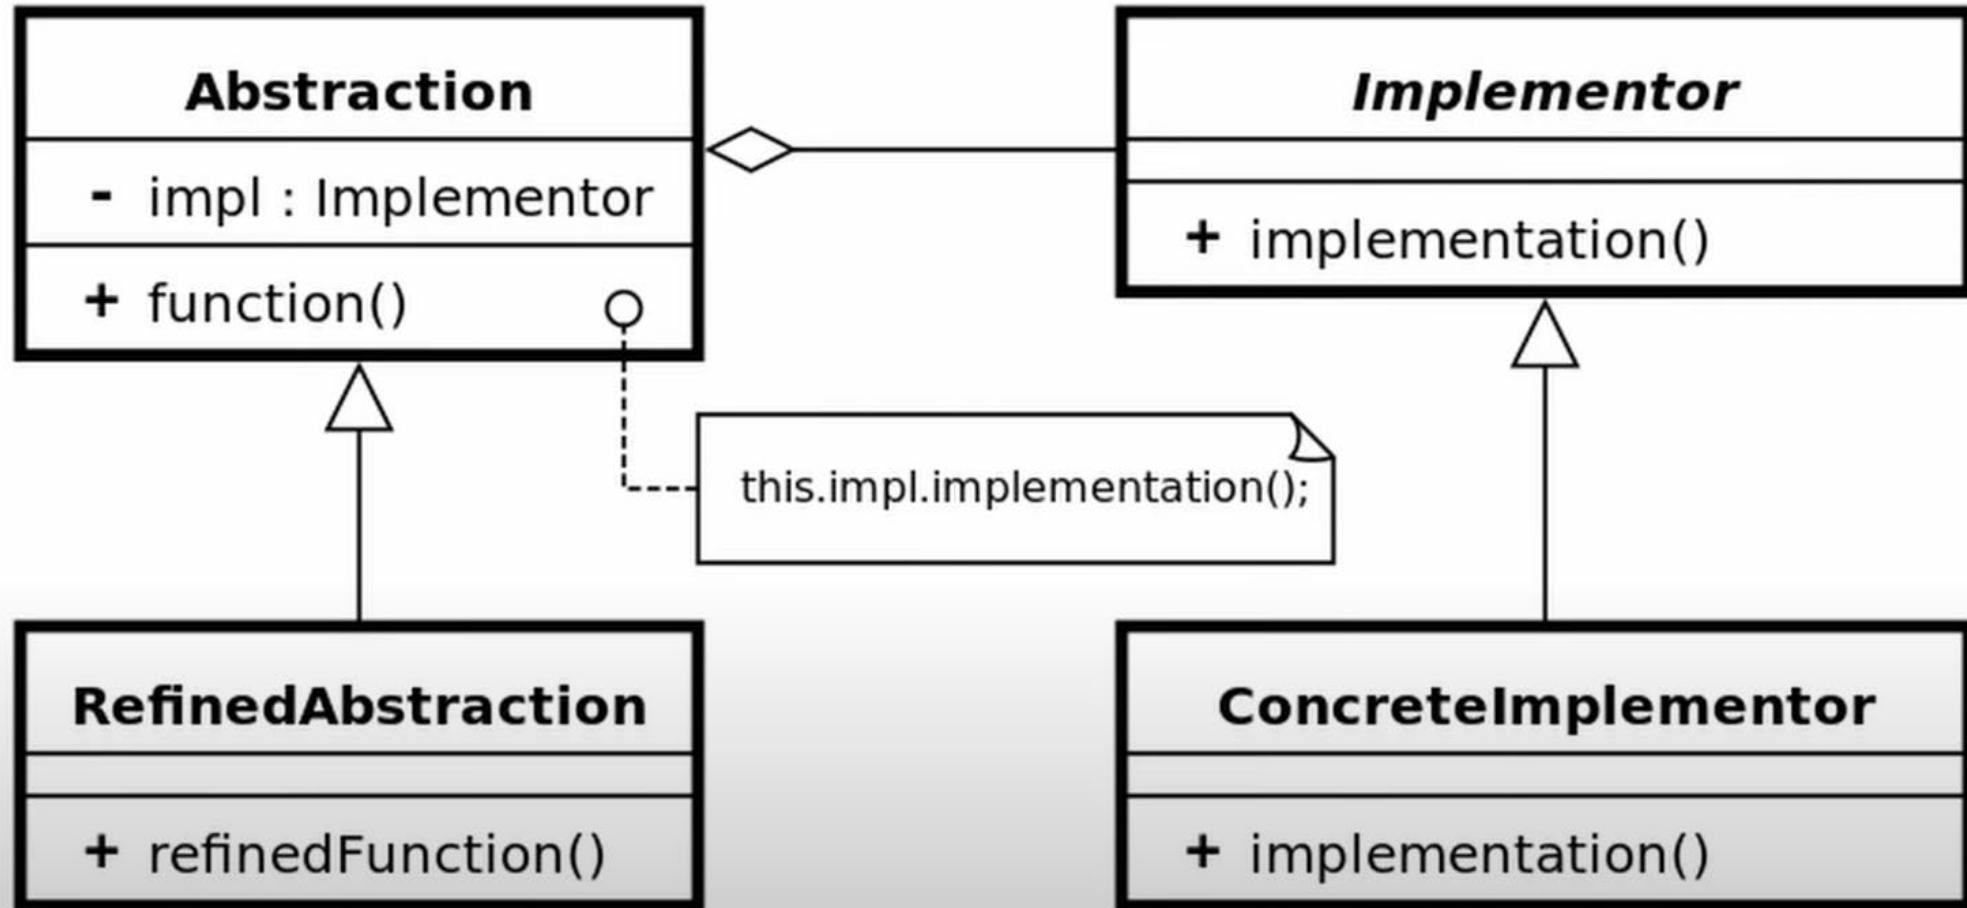 Abstraction
- impl : Implementor
+ function()
Implementor
+ implementation()
this.impl.implementation();
RefinedAbstraction
+ refinedFunction()
ConcreteImplementor
+ implementation()